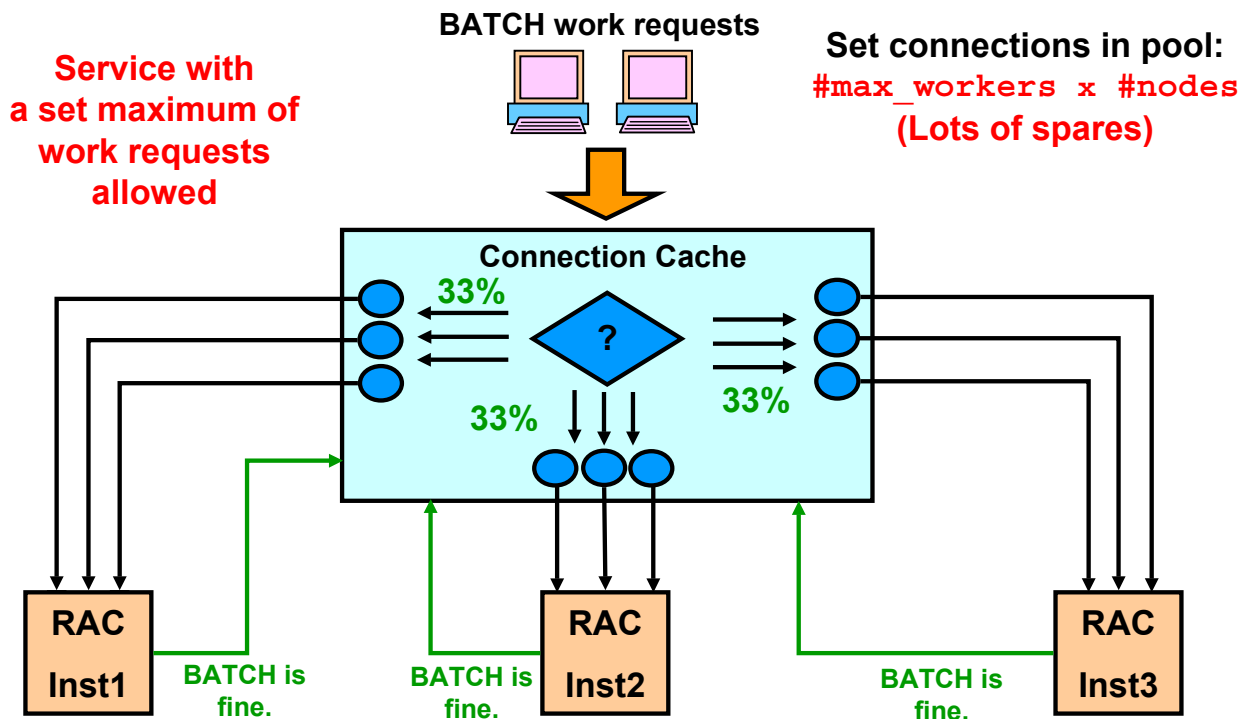 BATCH work requests
Service with
a set maximum of
work requests
allowed
Set connections in pool:
#max_workers x #nodes
(Lots of spares)
Connection Cache
33%
?
33%
33%
RAC
Inst1
BATCH is
fine.
BATCH is
fine.
RAC
Inst2
BATCH is
fine.
RAC
Inst3